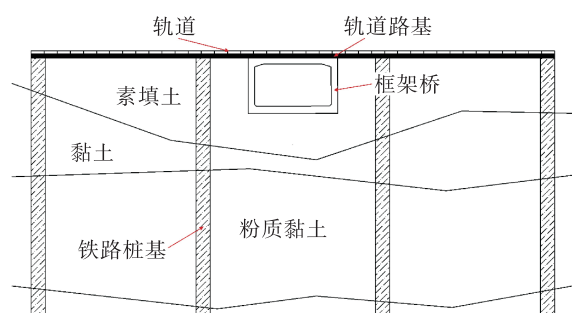 轨道
轨道路基
素填土
框架桥
黏土
粉质黏土
铁路桩基